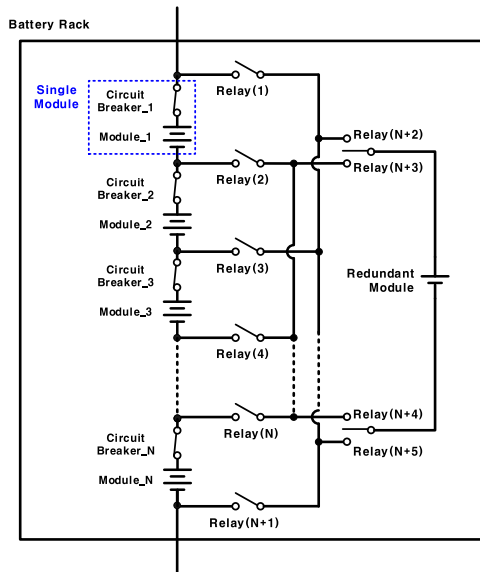 Battery Rack
Single
Module
Circuit
Breaker_1
Module_1
Relay(1)
Relay(N+2)
Relay(2)
Relay(N+3)
Circuit
Breaker_2
Module_2
Relay(3)
Circuit
Breaker_3
Module_3
Redundant
Module
Relay(4)
Relay(N)
Relay(N+4)
Circuit
Breaker_N
Relay(N+5)
Module_N
Relay(N+1)